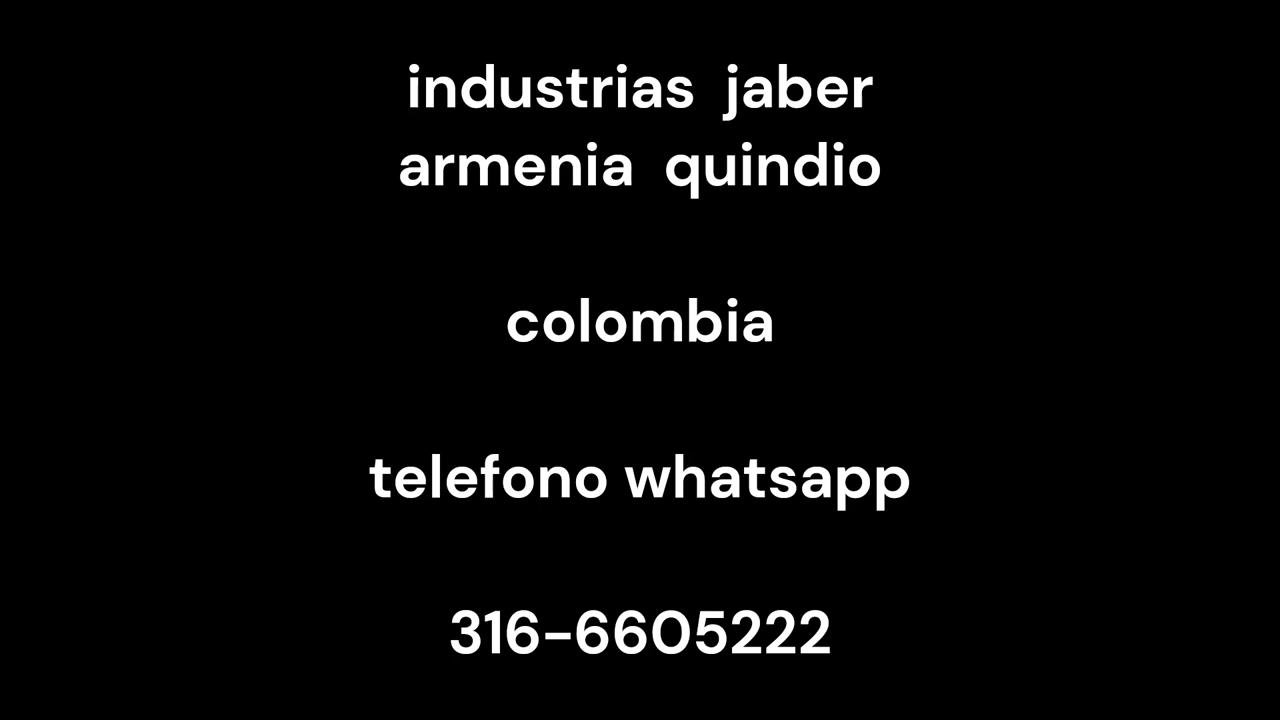 industrias jaber
armenia quindio
colombia
telefono whatsapp
316-6605222